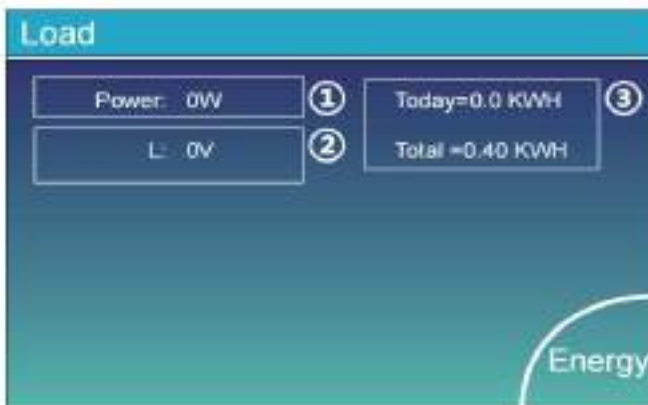 Load
Power: 0W ①
L: 0V ②
Today=0.0 KWH ③
Total =0.40 KWH
Energy